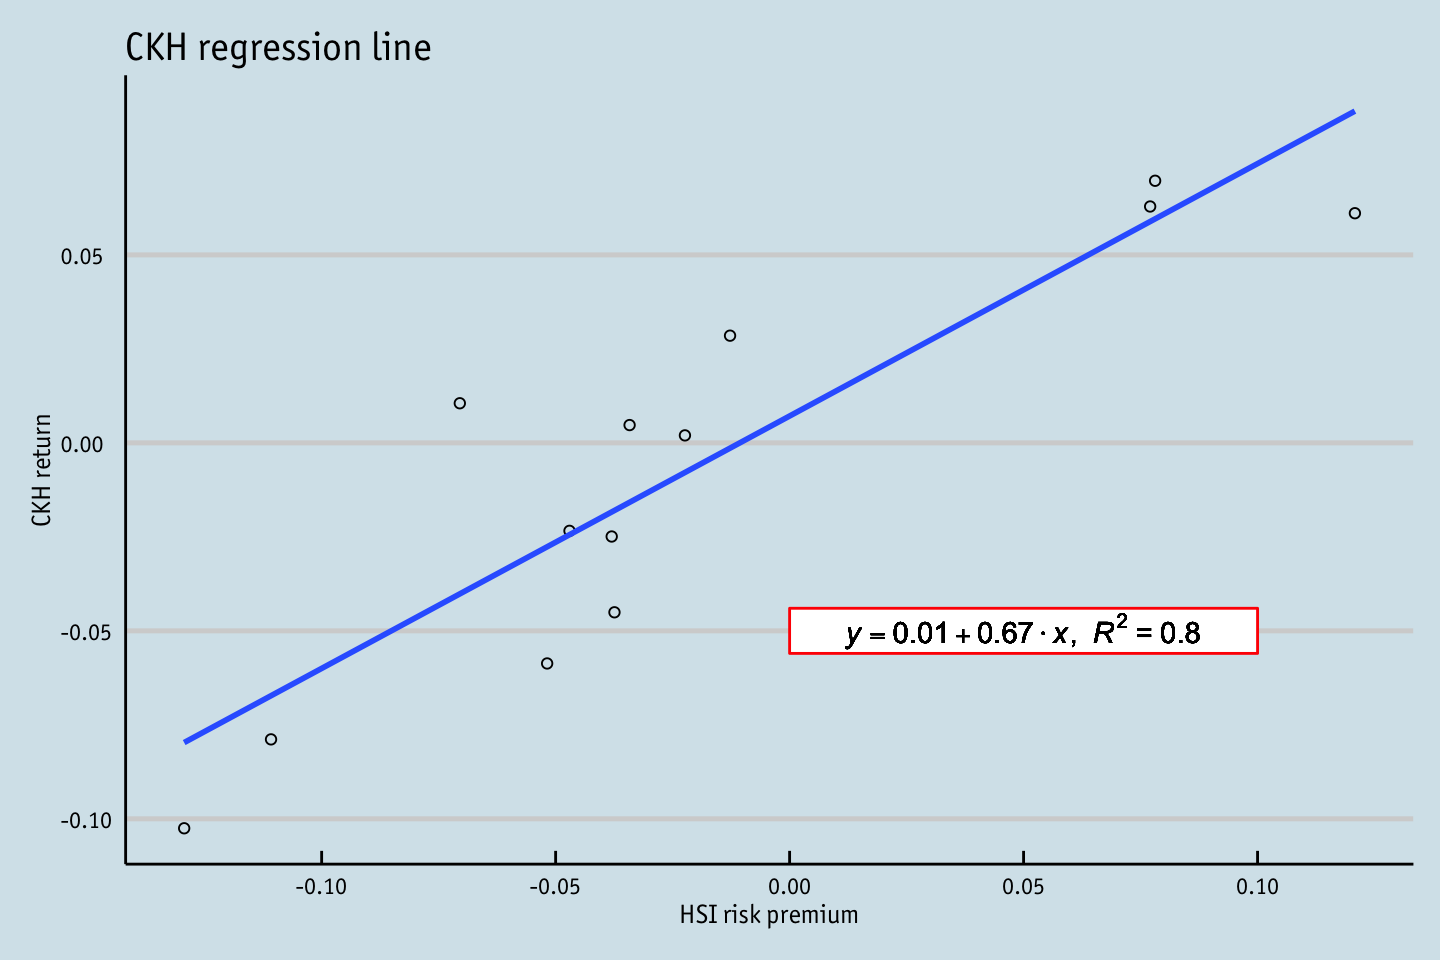 CKH regression line
0.05
0.00
-0.05
-0.10
CKH return
y = 0.01 + 0.67 · x, R² = 0.8
-0.10 -0.05 0.00 0.05 0.10
HSI risk premium